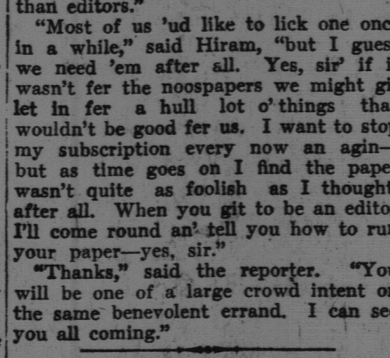 than editors."
"Most of us 'ud like to lick one onc
in a while," said Hiram, "but I gues
we need 'em after all. Yes, sir' if i
wasn't fer the noospapers we might gi
let in fer a hull lot o' things tha
wouldn't be good fer us. I want to sto
my subscription every now an agin—
but as time goes on I find the pape
wasn't quite as foolish as I thought
after all. When you git to be an edito
I'll come round an' tell you how to ru
your paper—yes, sir."
"Thanks," said the reporter. "You
will be one of a large crowd intent o
the same benevolent errand. I can se
you all coming."